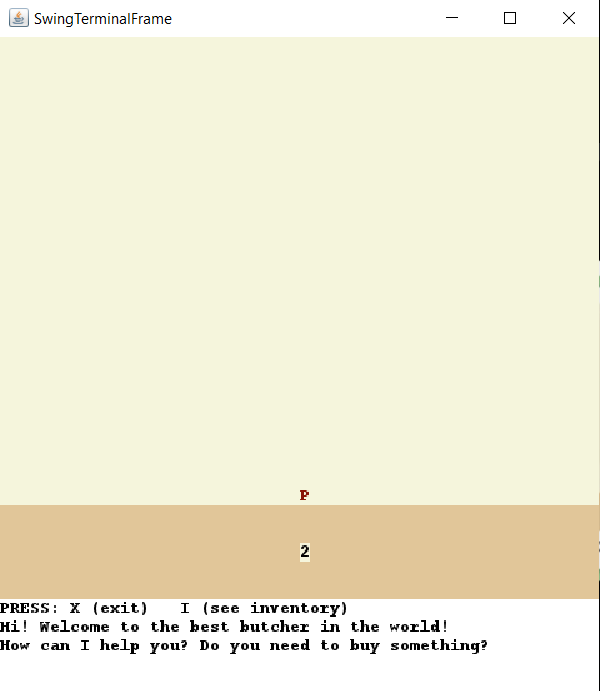 SwingTerminalFrame
P
2
PRESS: X (exit)   I (see inventory)
Hi! Welcome to the best butcher in the world!
How can I help you? Do you need to buy something?